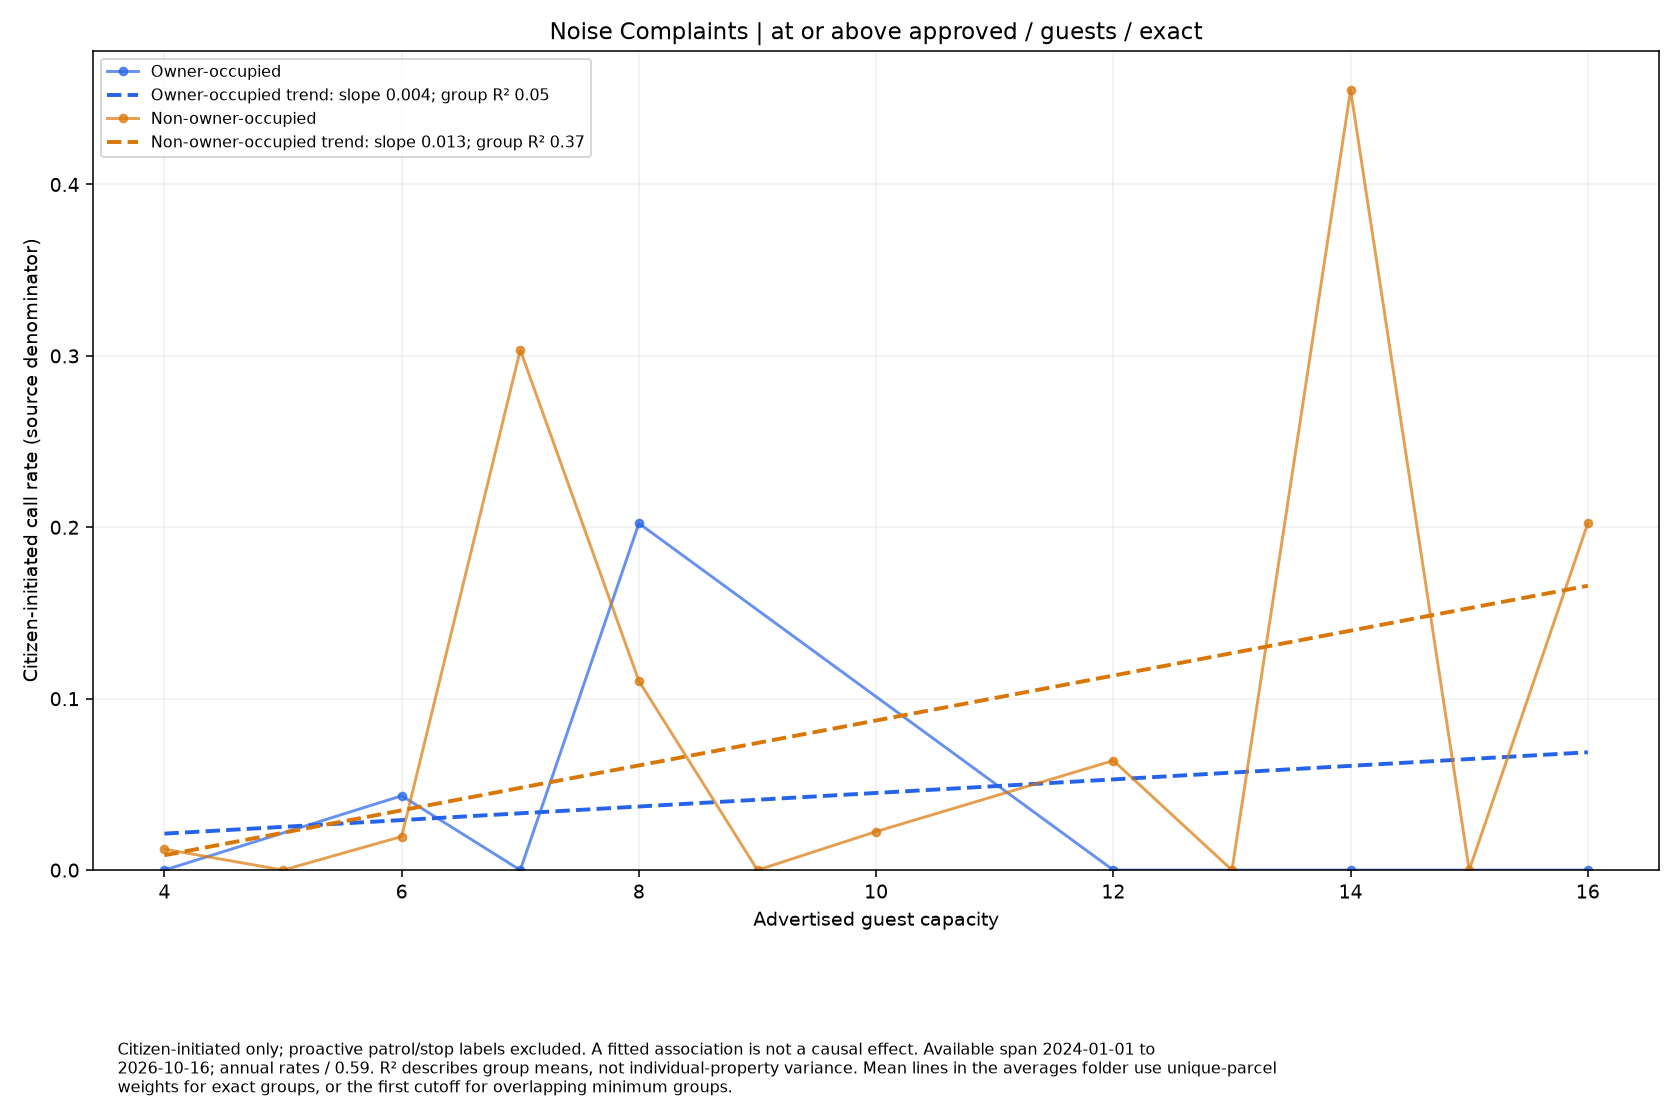 Noise Complaints | at or above approved / guests / exact
Owner-occupied
Owner-occupied trend: slope 0.004; group R² 0.05
Non-owner-occupied
Non-owner-occupied trend: slope 0.013; group R² 0.37
Citizen-initiated call rate (source denominator)
0.4
0.3
0.2
0.1
0.0
4 6 8 10 12 14 16
Advertised guest capacity
Citizen-initiated only; proactive patrol/stop labels excluded. A fitted association is not a causal effect. Available span 2024-01-01 to
2026-10-16; annual rates / 0.59. R² describes group means, not individual-property variance. Mean lines in the averages folder use unique-parcel
weights for exact groups, or the first cutoff for overlapping minimum groups.